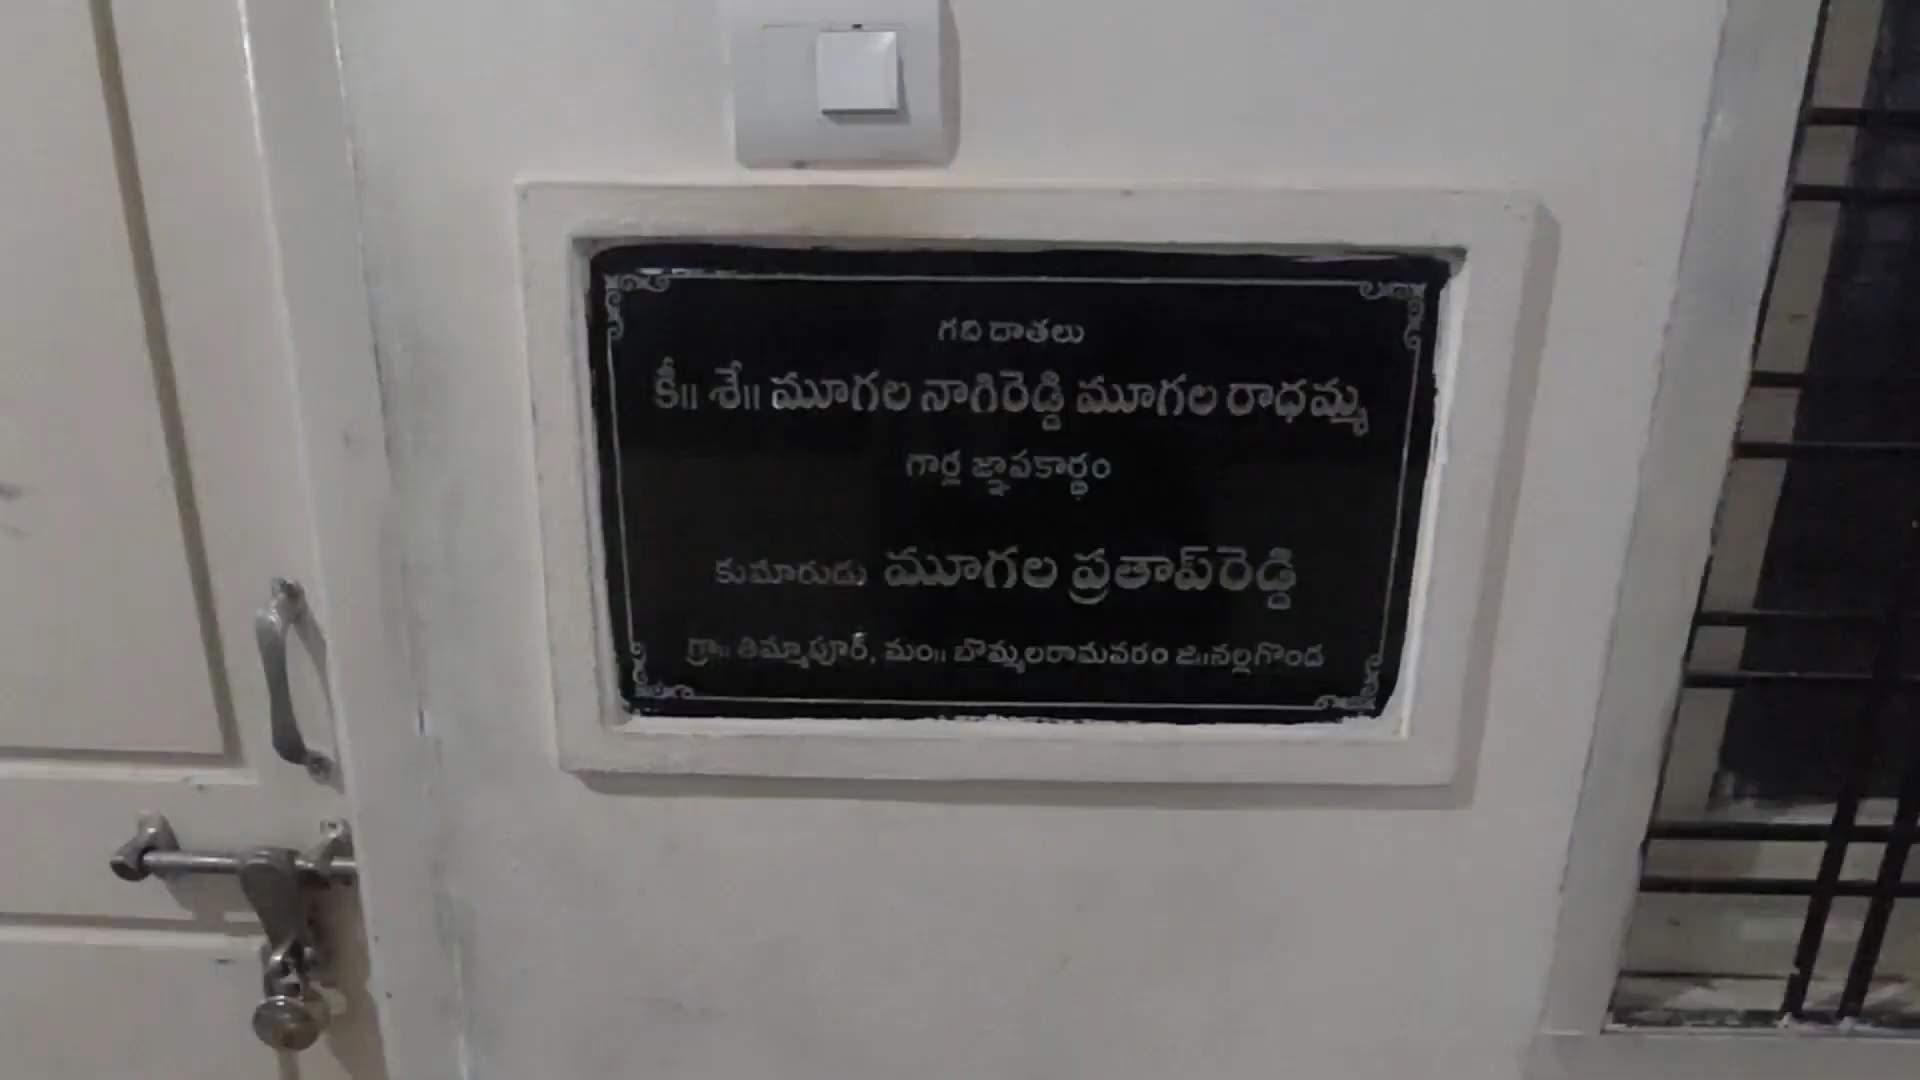 గది దాతలు
కీ॥ శే॥ మూగల నాగిరెడ్డి మూగల రాధమ్మ
గార్ల జ్ఞాపకార్థం
కుమారుడు మూగల ప్రతాప్‌రెడ్డి
గ్రా॥ తిమ్మాపూర్, మం॥ బొమ్మలరామవరం జి॥నల్లగొండ